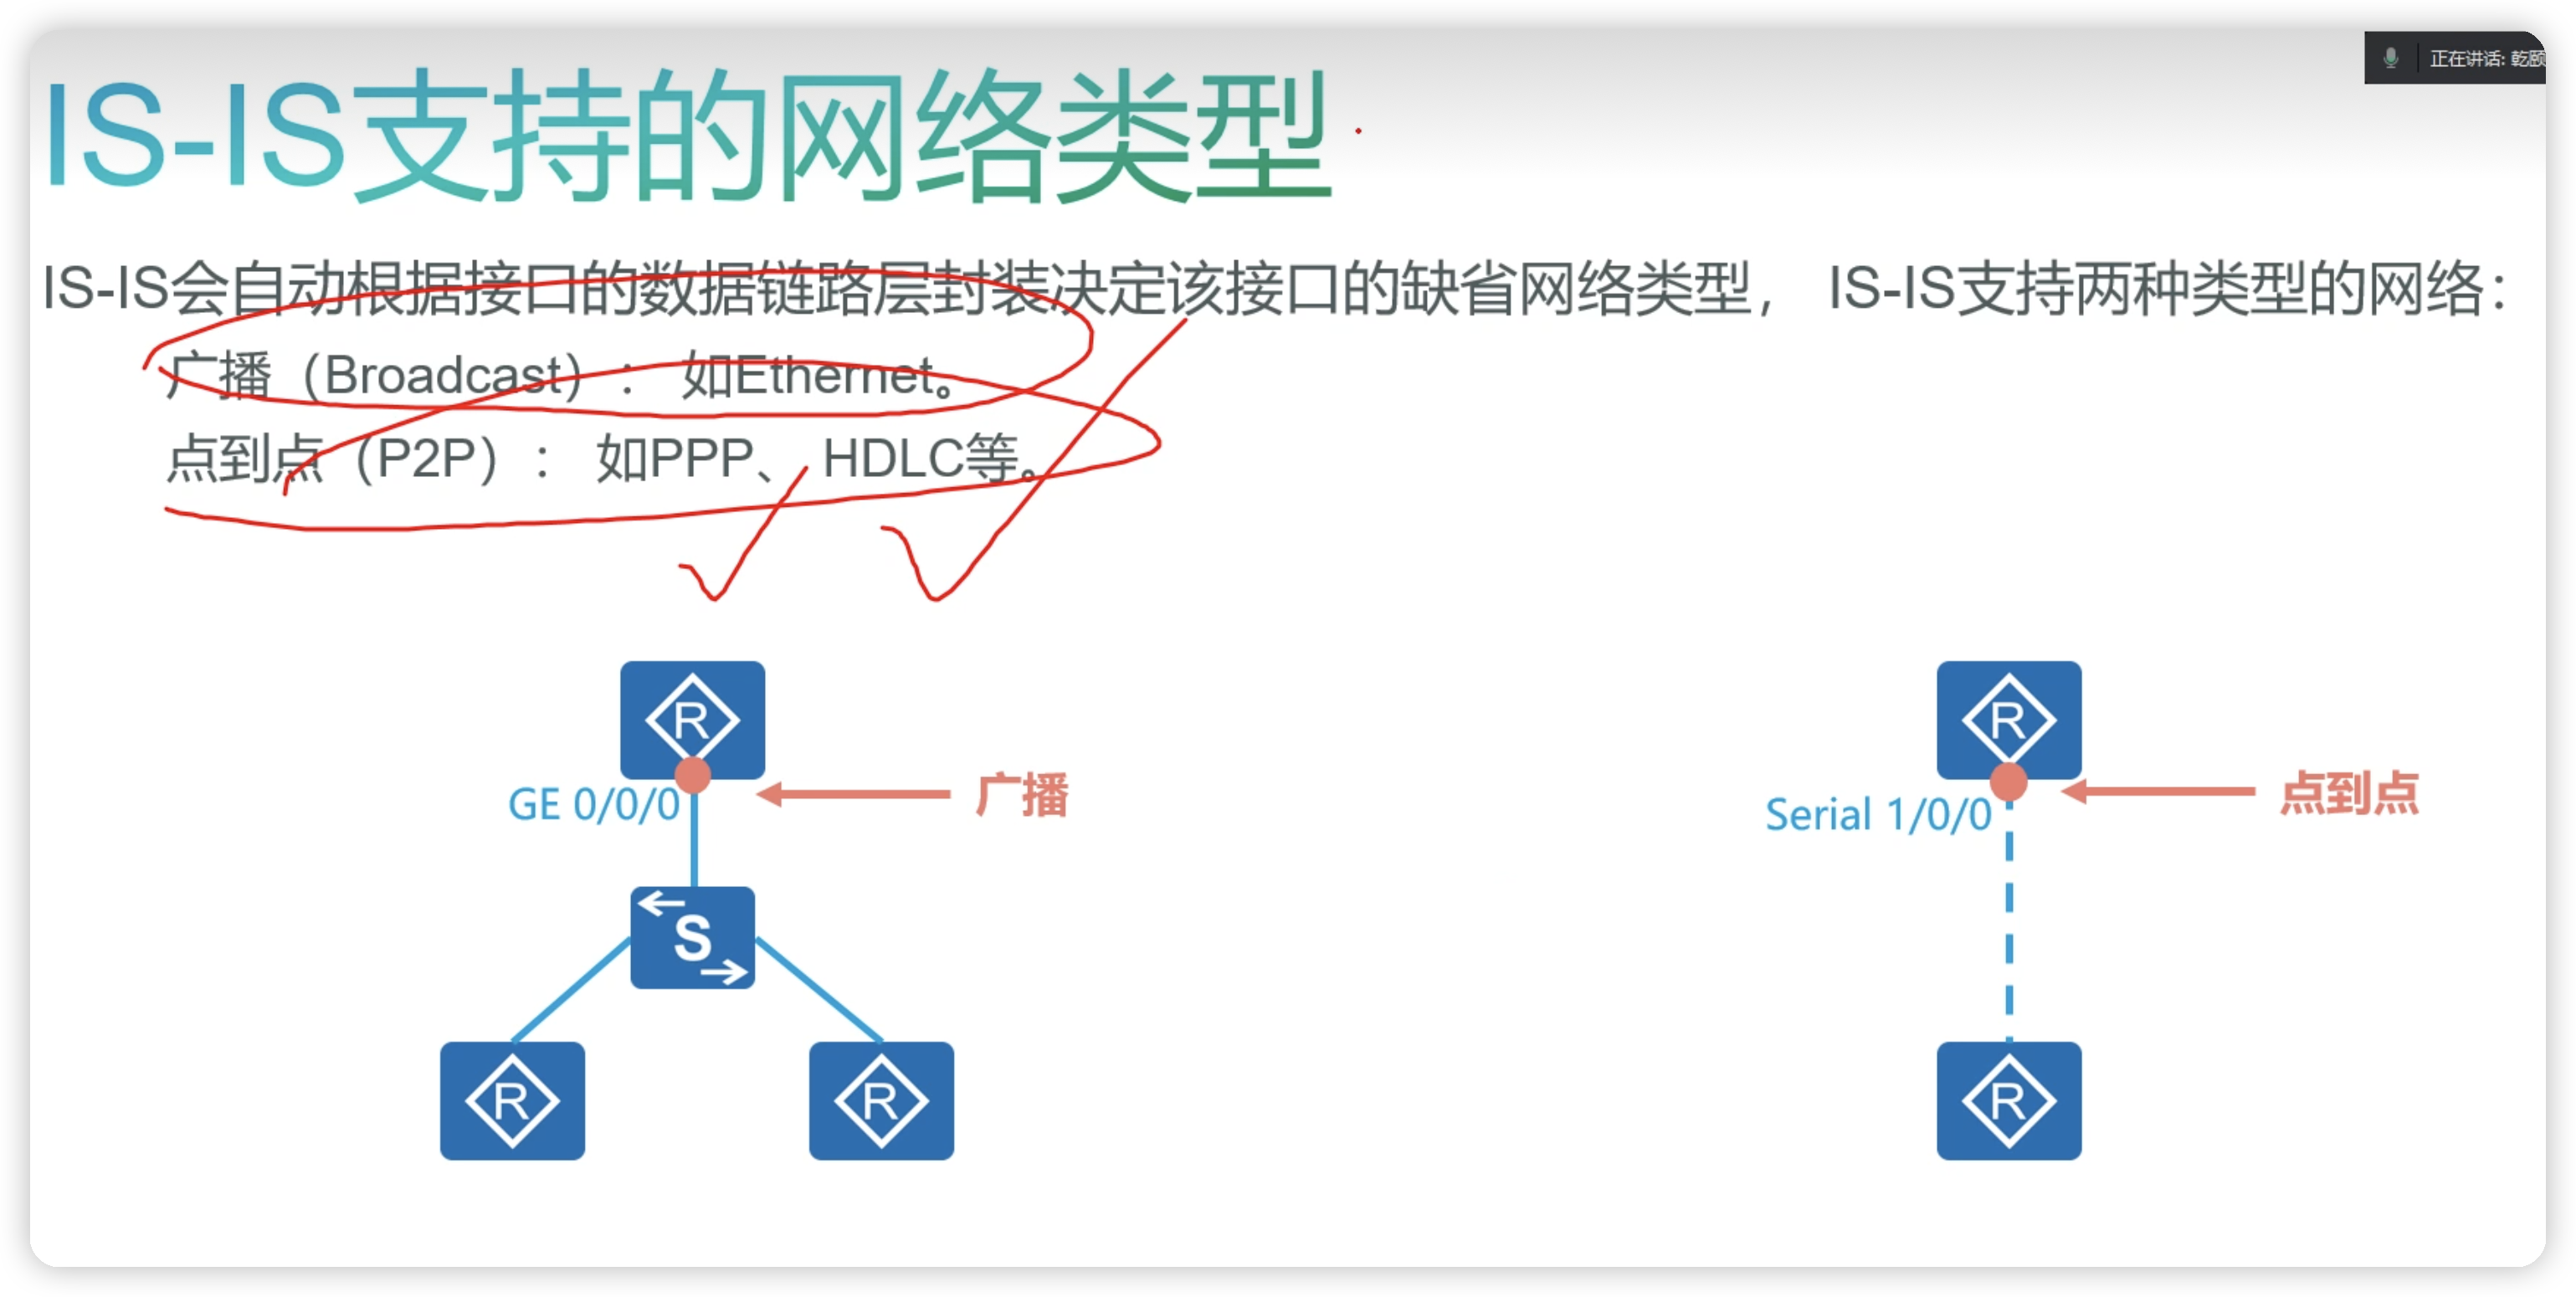 正在讲话: 乾颐
IS-IS支持的网络类型
IS-IS会自动根据接口的数据链路层封装决定该接口的缺省网络类型， IS-IS支持两种类型的网络：
广播（Broadcast）： 如Ethernet。
点到点（P2P）： 如PPP、HDLC等。
R
GE 0/0/0
广播
S
R
R
R
Serial 1/0/0
点到点
R